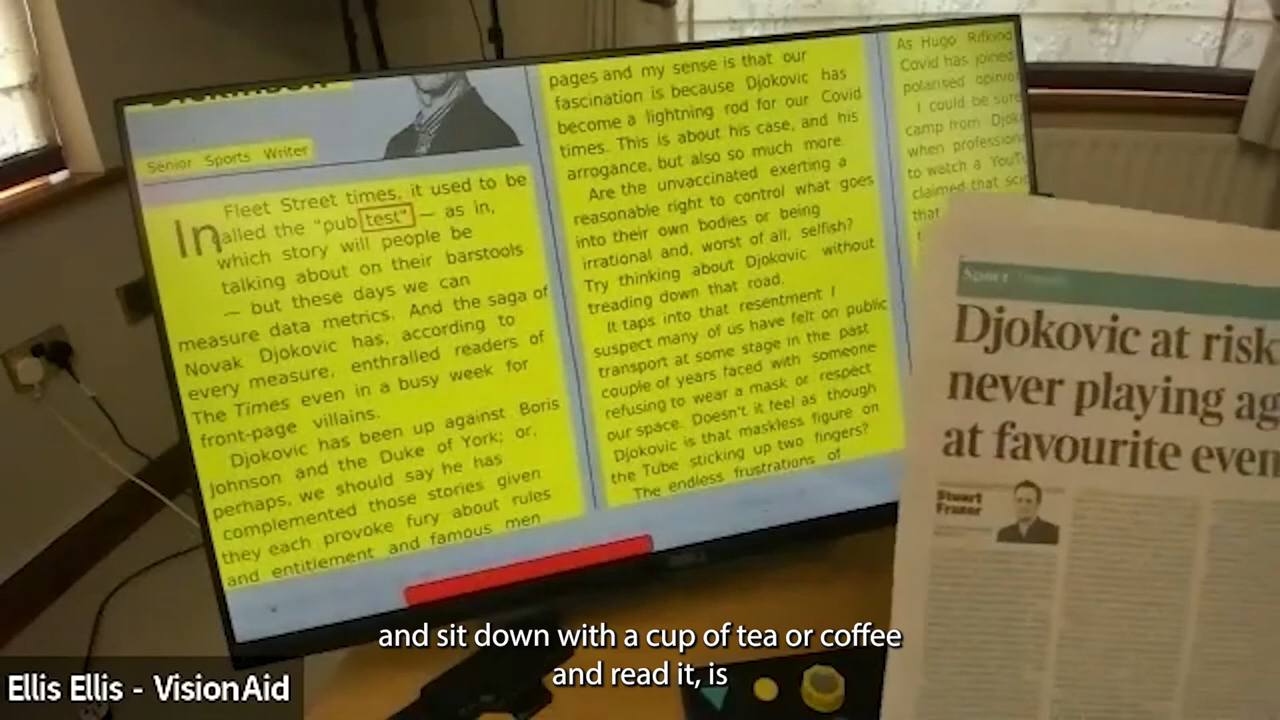 Dickinson
Senior Sports Writer
In Fleet Street times, it used to be
alled the "pub test" — as in,
which story will people be
talking about on their barstools
— but these days we can
measure data metrics. And the saga of
Novak Djokovic has, according to
every measure, enthralled readers of
The Times even in a busy week for
front-page villains.
Djokovic has been up against Boris
Johnson and the Duke of York; or,
perhaps, we should say he has
complemented those stories given
they each provoke fury about rules
and entitlement and famous men
pages and my sense is that our
fascination is because Djokovic has
become a lightning rod for our Covid
times. This is about his case, and his
arrogance, but also so much more.
Are the unvaccinated exerting a
reasonable right to control what goes
into their own bodies or being
irrational and, worst of all, selfish?
Try thinking about Djokovic without
treading down that road.
It taps into that resentment I
suspect many of us have felt on public
transport at some stage in the past
couple of years faced with someone
refusing to wear a mask or respect
our space. Doesn't it feel as though
Djokovic is that maskless figure on
the Tube sticking up two fingers?
The endless frustrations of
As Hugo Rifkind
Covid has joined
polarised opinio
I could be sure
camp from Djok
when profession
to watch a YouTu
claimed that scie
that
Sport
Djokovic at risk
never playing ag
at favourite even
Stuart
Fraser
and sit down with a cup of tea or coffee
and read it, is
Ellis Ellis - VisionAid